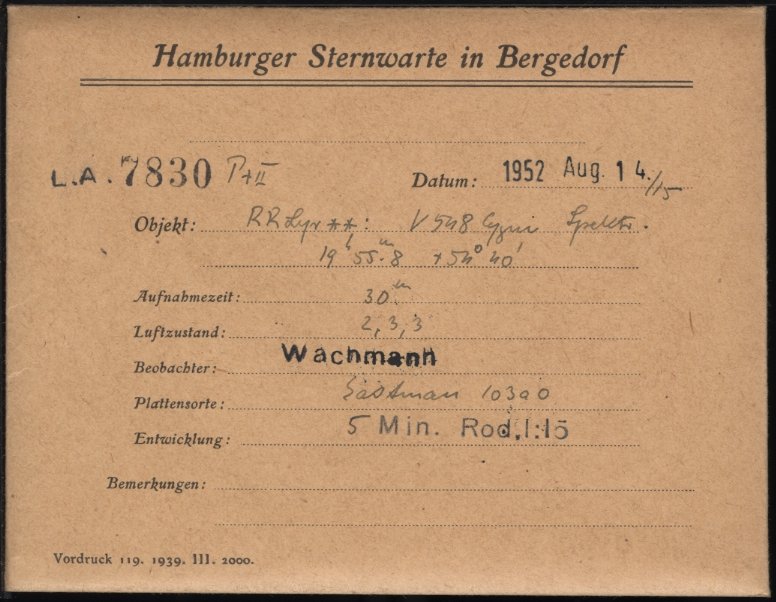 Hamburger Sternwarte in Bergedorf
L.A. 7830 P+II
Datum: 1952 Aug. 14./15
Objekt: RR Lyr **: V 548 Cygni Spektr.
19ʰ 55ᵐ.8 +54° 40'
Aufnahmezeit: 30ᵐ
Luftzustand: 2, 3, 3
Beobachter: Wachmann
Plattensorte: Eastman 103a0
Entwicklung: 5 Min. Rod. 1:15
Bemerkungen:
Vordruck 119. 1939. III. 2000.